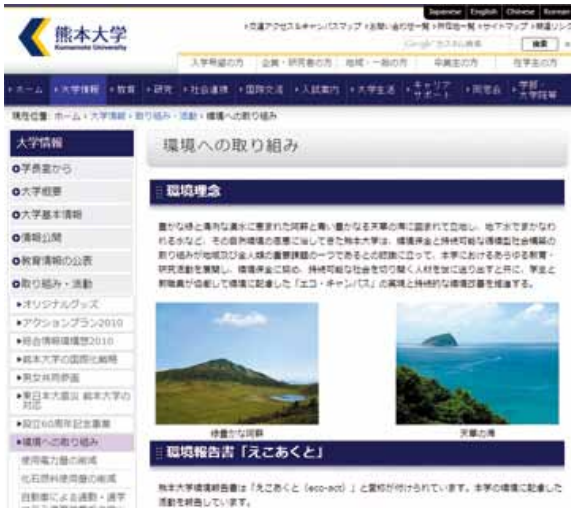 Japanese English Chinese Korean
熊本大学
Kumamoto University
交通アクセス&キャンパスマップ お問い合わせ一覧 所在地一覧 サイトマップ 関連リンク
検索
入学希望の方 企業・研究者の方 地域・一般の方 卒業生の方 在学生の方
ホーム 大学情報 教育 研究 社会連携 国際交流 入試案内 大学生活 キャリアサポート 同窓会 学部・大学院等
現在位置: ホーム 大学情報 取り組み・活動 環境への取り組み
大学情報
環境への取り組み
学長室から
大学概要
大学基本情報
情報公開
教育情報の公表
取り組み・活動
オリジナルグッズ
アクションプラン2010
総合情報環境構想2010
熊本大学の国際化戦略
男女共同参画
東日本大震災 熊本大学の
対応
設立60周年記念事業
環境への取り組み
使用電力量の削減
化石燃料使用量の削減
自動車による通勤・通学
環境理念
豊かな緑と清冽な湧水に恵まれた阿蘇と青い豊かなる天草の海に囲まれて立地し、地下水でまかなわ
れる水など、その自然環境の恩恵に浴してきた熊本大学は、環境保全と持続可能な循環型社会構築の
取り組みが地域及び全人類の重要課題の一つであるとの認識に立って、本学におけるあらゆる教育・
研究活動を展開し、環境保全に努め、持続可能な社会を切り開く人材を世に送り出すと共に、学生と
教職員が協働して環境に配慮した「エコ・キャンパス」の実現と持続的な環境改善を推進する。
緑豊かな阿蘇
天草の海
環境報告書「えこあくと」
熊本大学環境報告書は「えこあくと(eco-act)」と愛称が付けられています。本学の環境に配慮した
活動を報告しています。